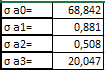 σ a0= 68,842
σ a1= 0,881
σ a2= 0,508
σ a3= 20,047